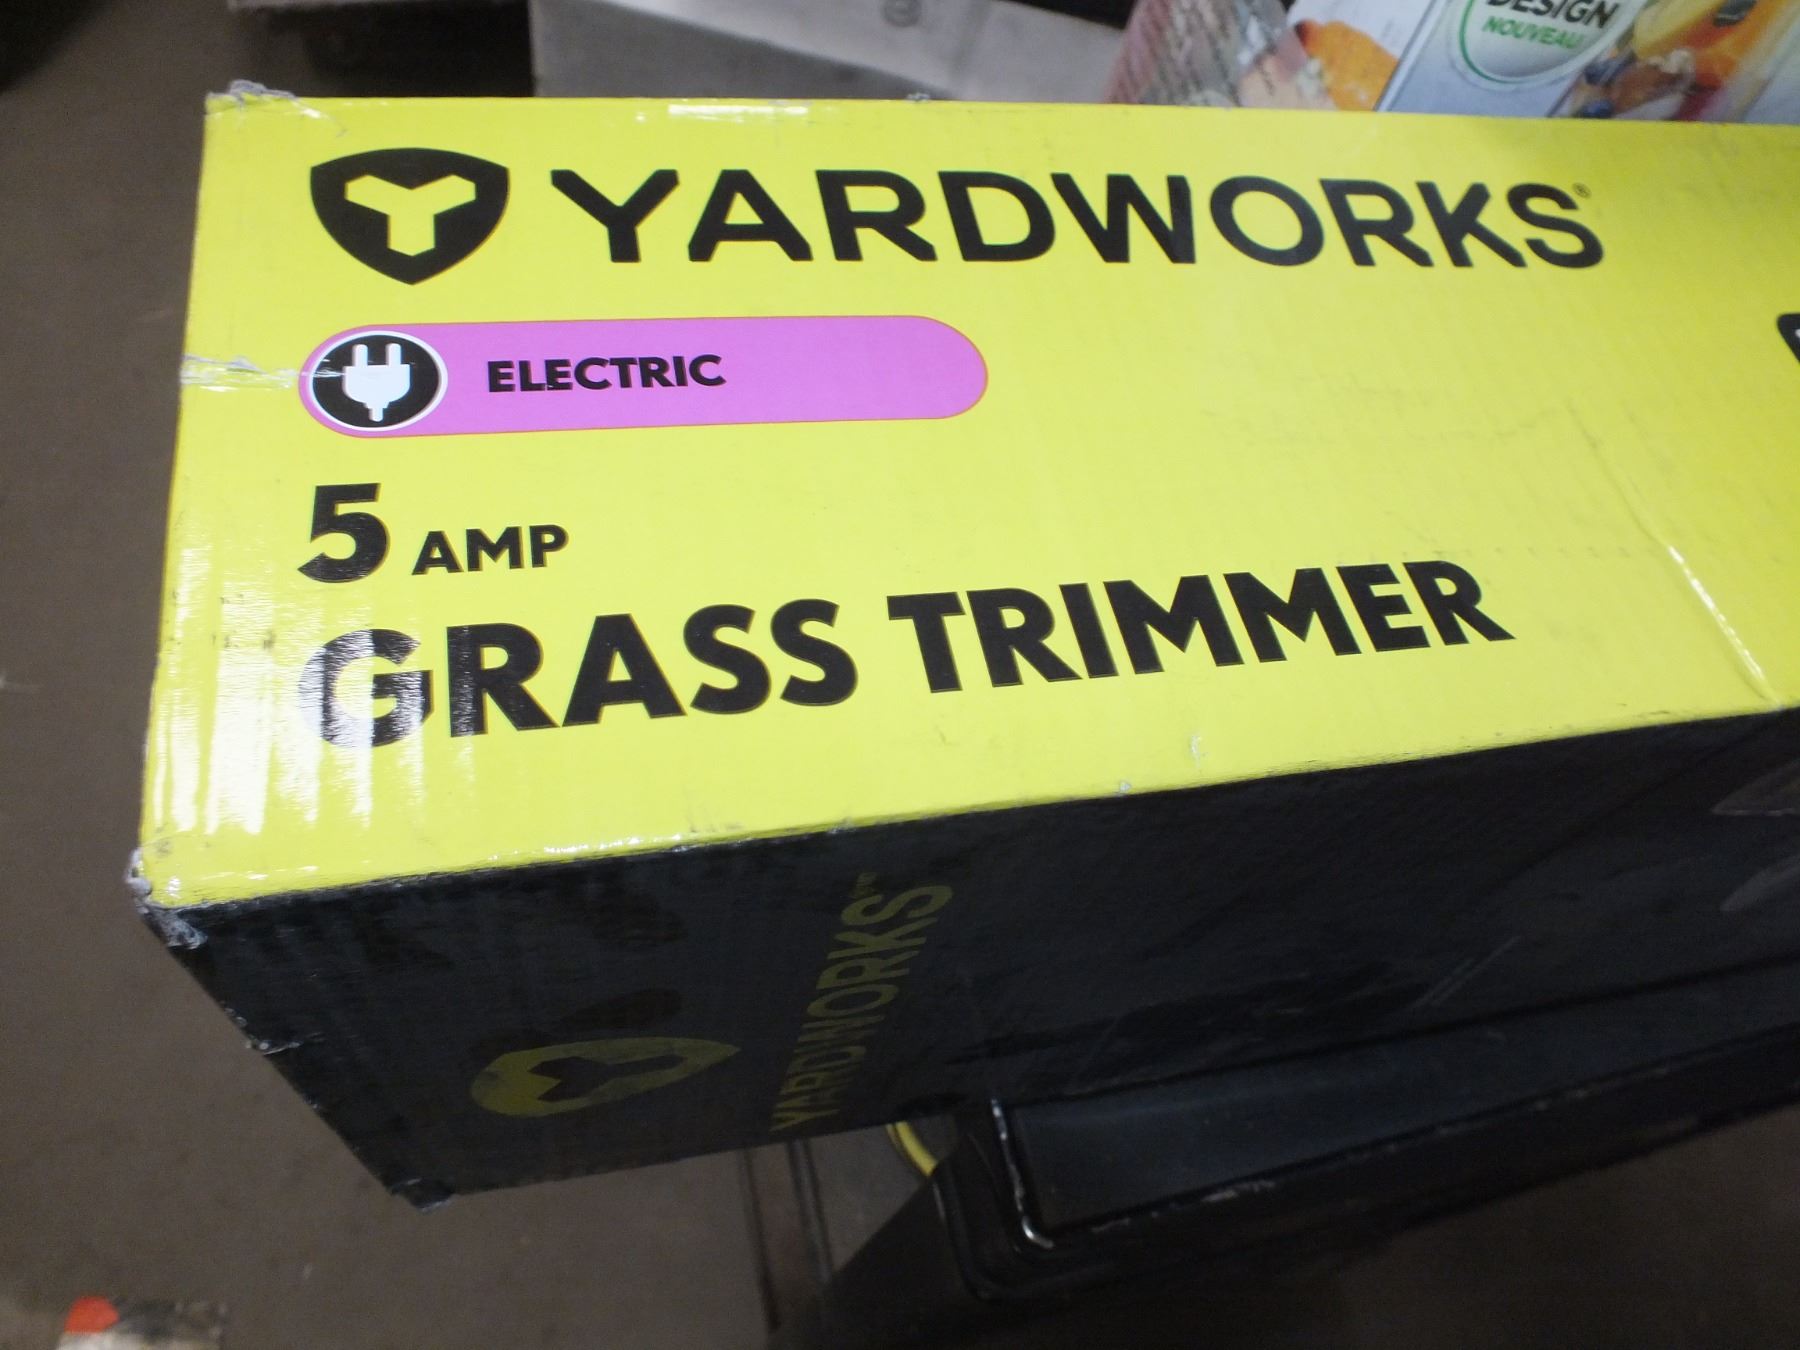 DESIGN
NOUVEAU
YARDWORKS®
ELECTRIC
5 AMP
GRASS TRIMMER
YARDWORKS